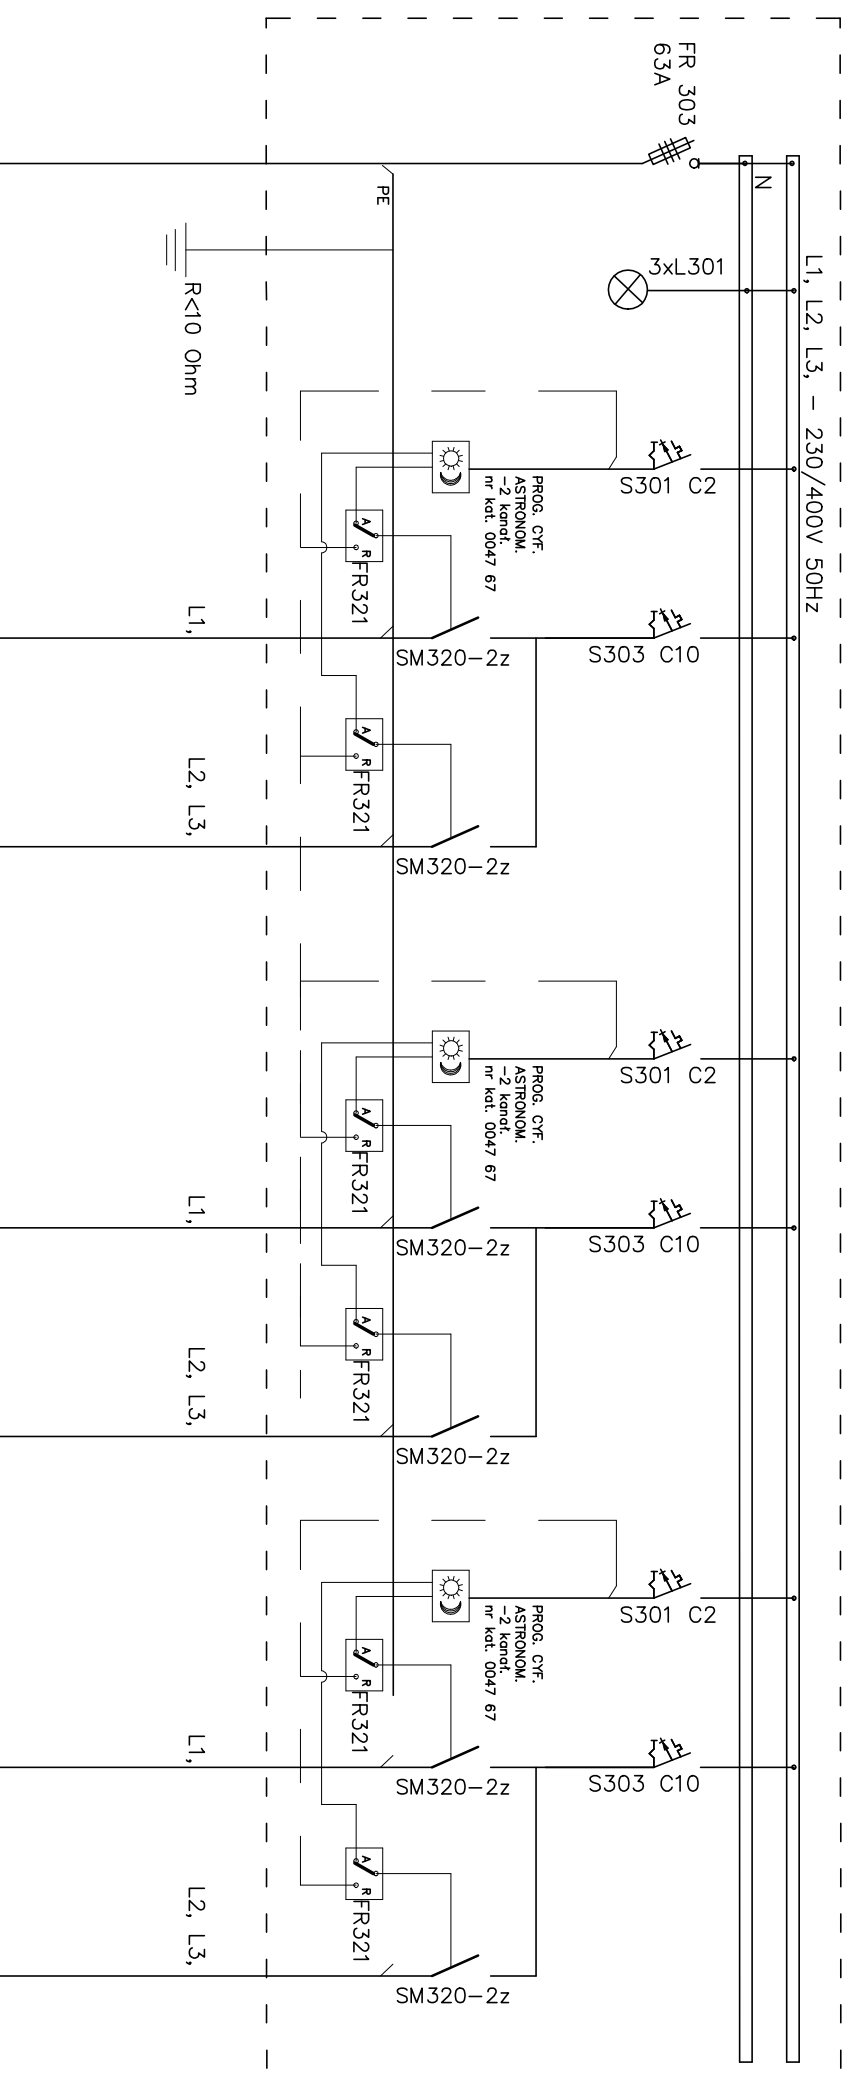 FR 303
63A
N
PE
3xL301
L1, L2, L3, - 230/400V 50Hz
R<10 Ohm
S301 C2
PROG. CYF.
ASTRONOM.
-2 kanał.
nr kat. 0047 67
A
R
FR321
L1,
SM320-2z
S303 C10
A
R
FR321
L2, L3,
SM320-2z
S301 C2
PROG. CYF.
ASTRONOM.
-2 kanał.
nr kat. 0047 67
A
R
FR321
L1,
SM320-2z
S303 C10
A
R
FR321
L2, L3,
SM320-2z
S301 C2
PROG. CYF.
ASTRONOM.
-2 kanał.
nr kat. 0047 67
A
R
FR321
L1,
SM320-2z
S303 C10
A
R
FR321
L2, L3,
SM320-2z